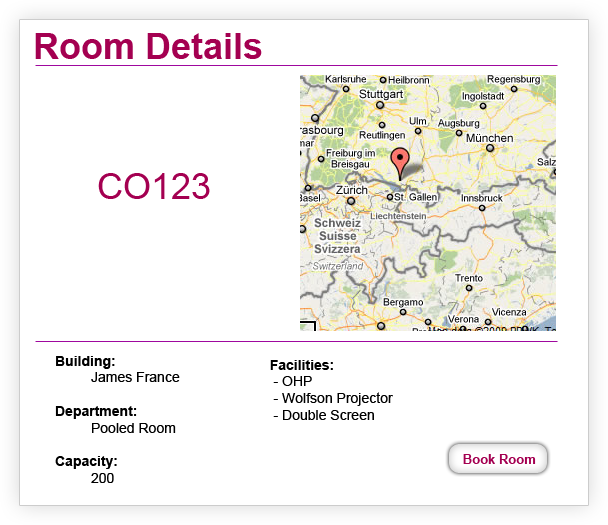 Room Details
CO123
Karlsruhe
Heilbronn
Regensburg
Stuttgart
Ingolstadt
rasbourg
Ulm
Augsburg
Reutlingen
München
mar
Freiburg im
Breisgau
Salz
Basel
Zürich
St. Gallen
Innsbruck
Liechtenstein
Schweiz
Suisse
Svizzera
Switzerland
Trento
Bergamo
Verona
Vicenza
Building:
James France
Department:
Pooled Room
Capacity:
200
Facilities:
- OHP
- Wolfson Projector
- Double Screen
Book Room